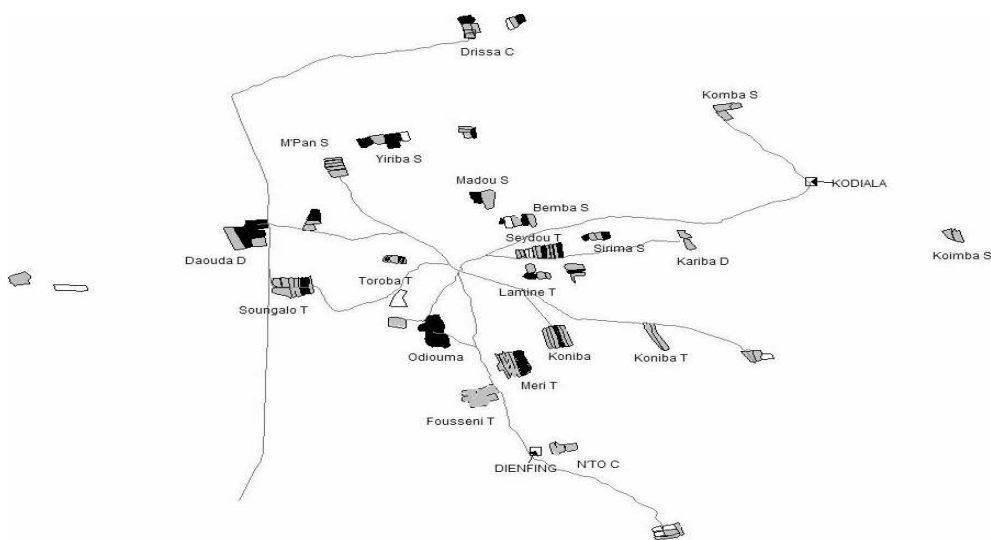 Drissa C
Komba S
M'Pan S
Yiriba S
Madou S
KODIALA
Bemba S
Seydou T
Sirima S
Daouda D
Kariba D
Koimba S
Toroba T
Lamine T
Soungalo T
Odiouma
Koniba
Koniba T
Meri T
Fousseni T
DIENFING
N'TO C